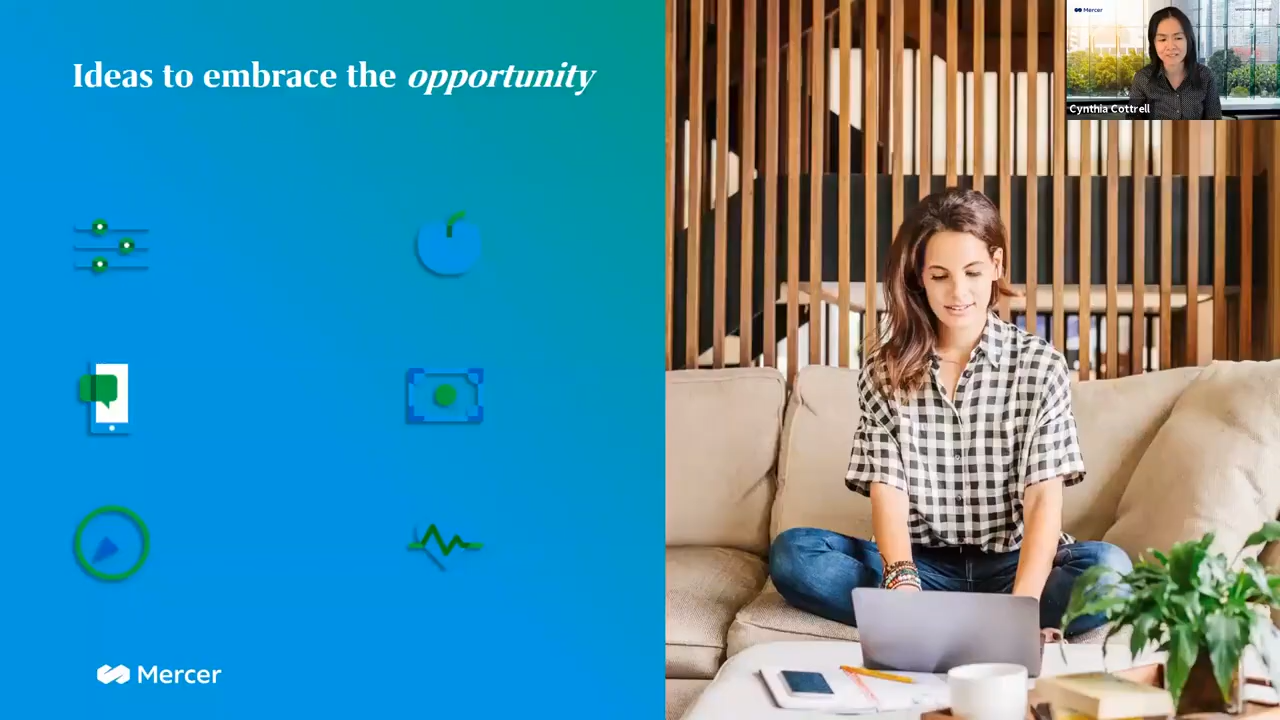 Ideas to embrace the opportunity
Mercer
Cynthia Cottrell
Mercer